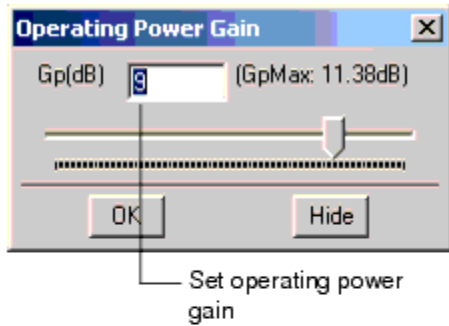 Operating Power Gain
Gp(dB) 9 (GpMax: 11.38dB)
OK Hide
Set operating power
gain